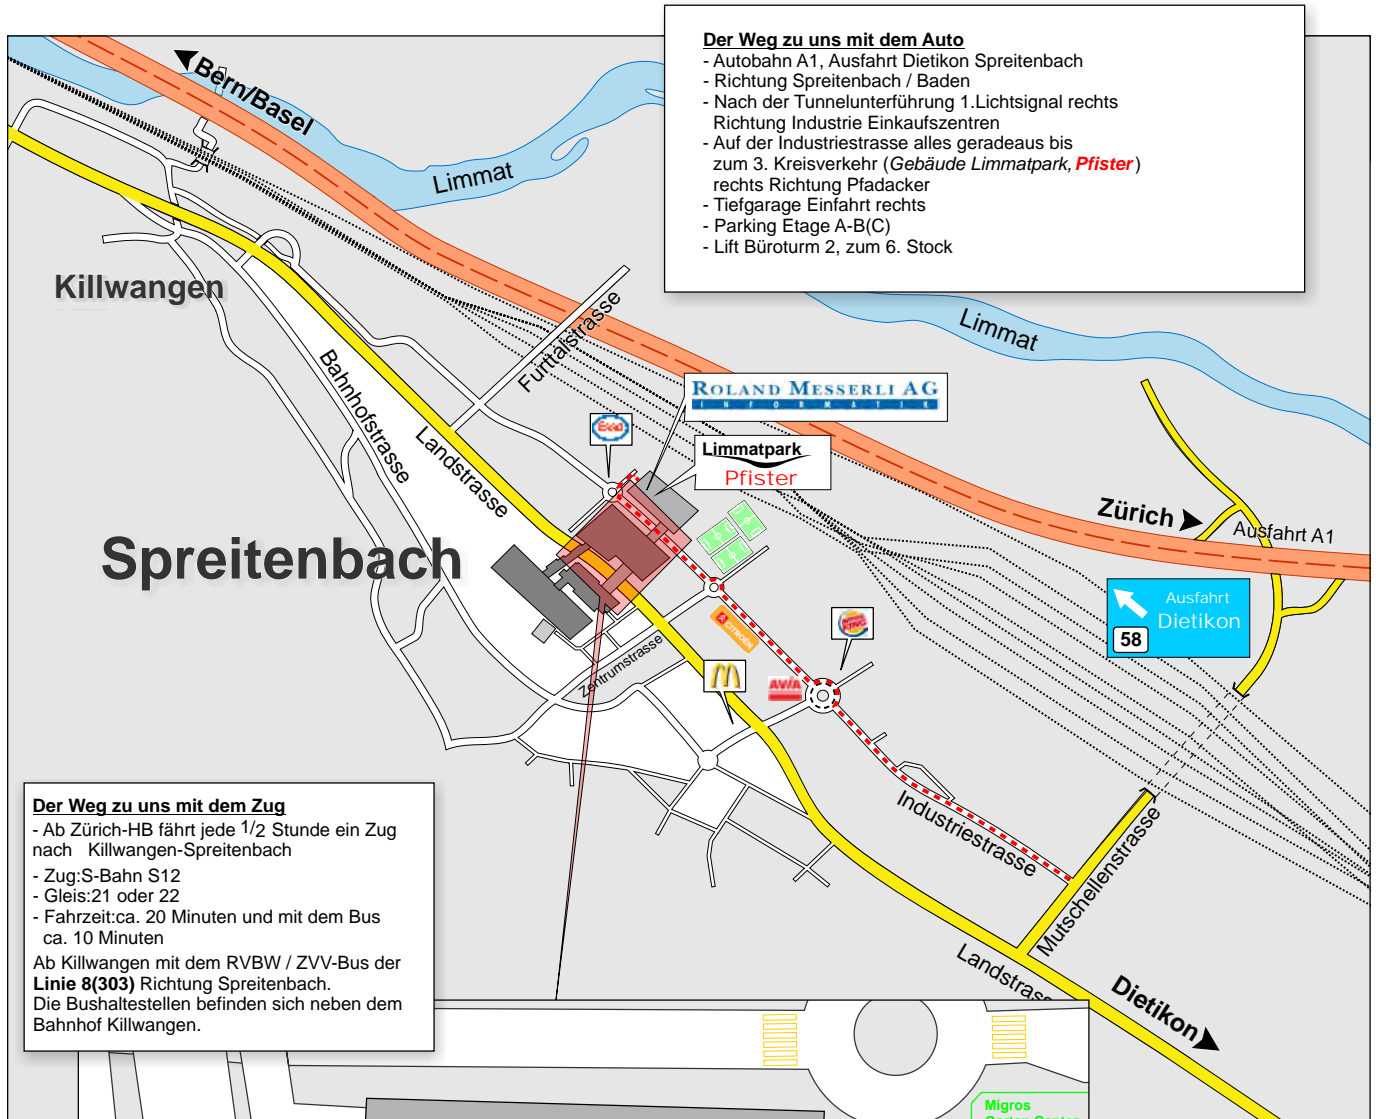 Der Weg zu uns mit dem Auto
- Autobahn A1, Ausfahrt Dietikon Spreitenbach
- Richtung Spreitenbach / Baden
- Nach der Tunnelunterführung 1.Lichtsignal rechts
Richtung Industrie Einkaufszentren
- Auf der Industriestrasse alles geradeaus bis
zum 3. Kreisverkehr (Gebäude Limmatpark, Pfister)
rechts Richtung Pfadacker
- Tiefgarage Einfahrt rechts
- Parking Etage A-B(C)
- Lift Büroturm 2, zum 6. Stock
Bern/Basel
Limmat
Killwangen
Limmat
Furttalstrasse
Bahnhofstrasse
Landstrasse
ROLAND MESSERLI AG
INFORMATIK
Esso
Limmatpark
Pfister
Zürich
Ausfahrt A1
Spreitenbach
Ausfahrt
Dietikon
58
CITROËN
BURGER
KING
Zentrumstrasse
AVIA
Industriestrasse
Mutschellenstrasse
Landstrasse
Dietikon
Der Weg zu uns mit dem Zug
- Ab Zürich-HB fährt jede 1/2 Stunde ein Zug
nach Killwangen-Spreitenbach
- Zug:S-Bahn S12
- Gleis:21 oder 22
- Fahrzeit:ca. 20 Minuten und mit dem Bus
ca. 10 Minuten
Ab Killwangen mit dem RVBW / ZVV-Bus der
Linie 8(303) Richtung Spreitenbach.
Die Bushaltestellen befinden sich neben dem
Bahnhof Killwangen.
Migros
Garten Center